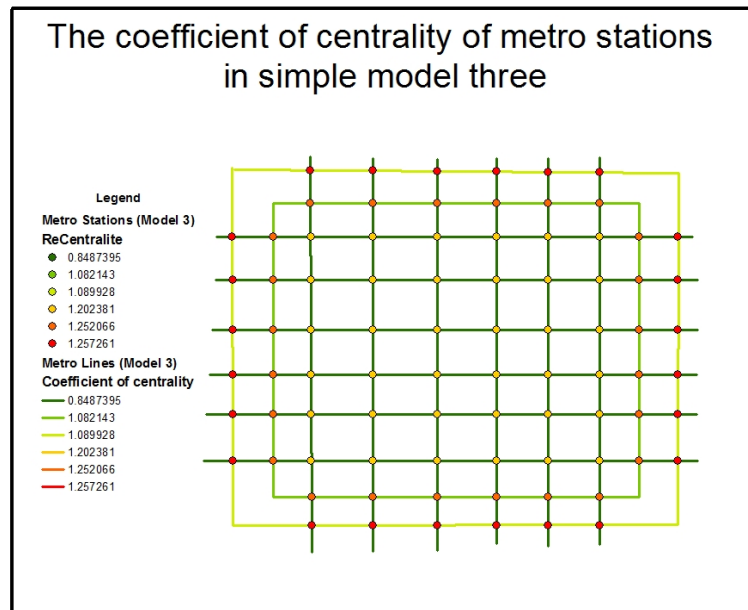 The coefficient of centrality of metro stations
in simple model three
Legend
Metro Stations (Model 3)
ReCentralite
0.8487395
1.082143
1.089928
1.202381
1.252066
1.257261
Metro Lines (Model 3)
Coefficient of centrality
0.8487395
1.082143
1.089928
1.202381
1.252066
1.257261